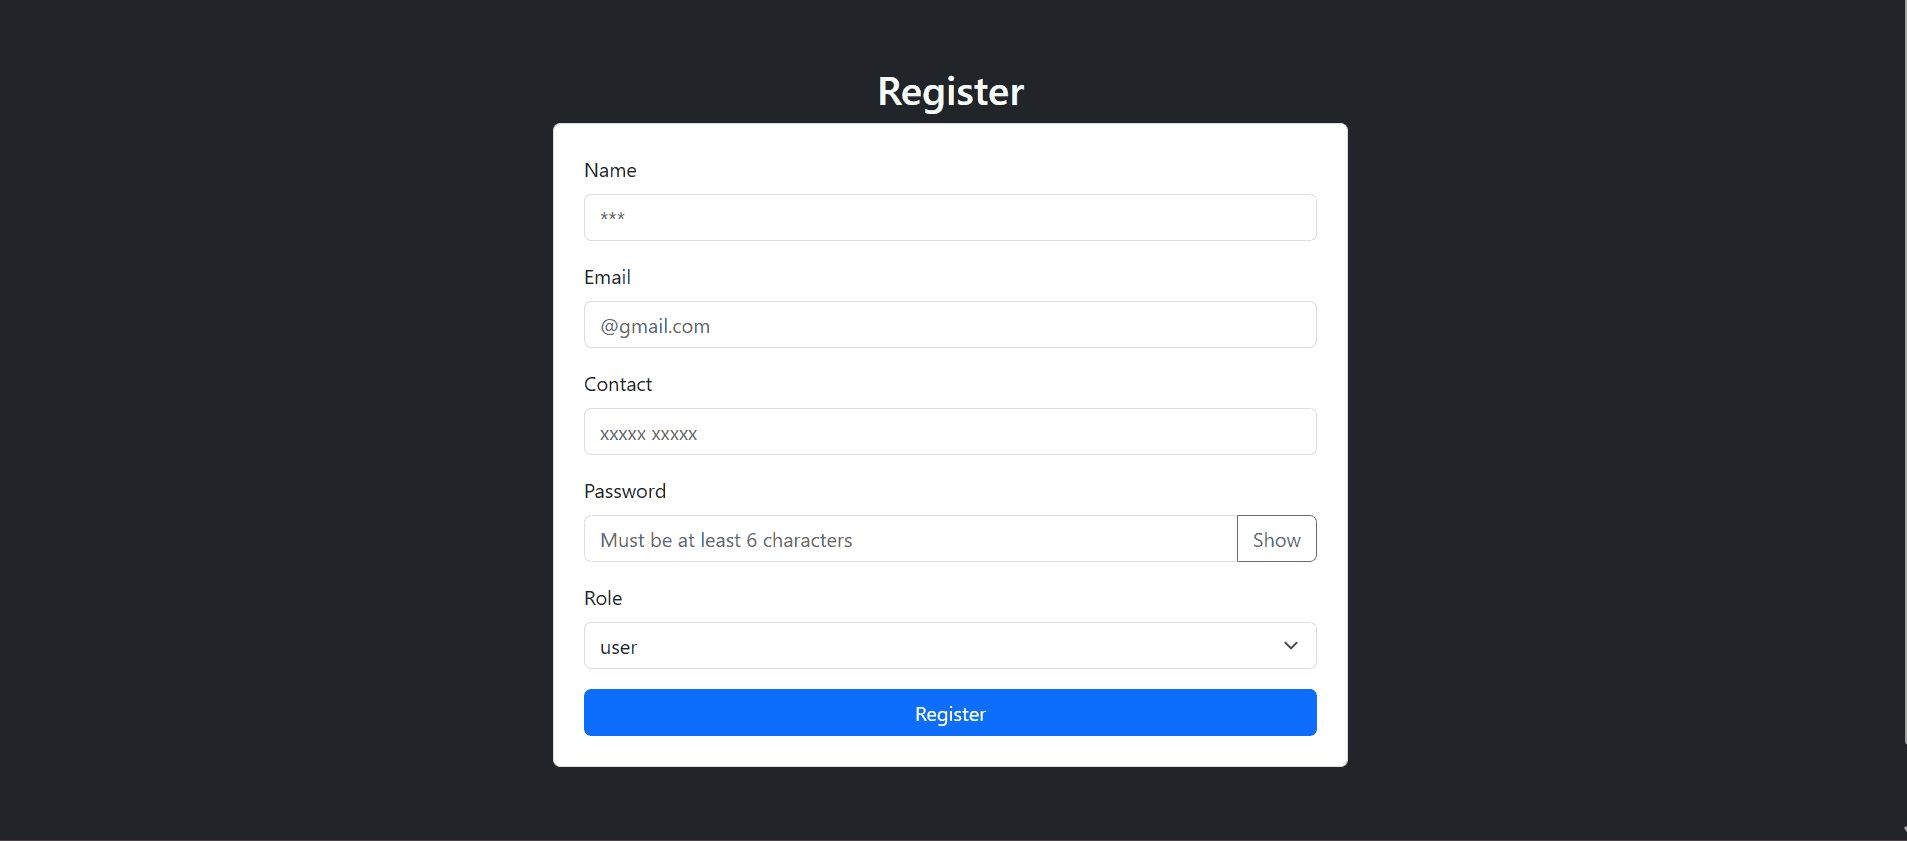 Register
Name
***
Email
@gmail.com
Contact
xxxxx xxxxx
Password
Must be at least 6 characters
Show
Role
user
Register